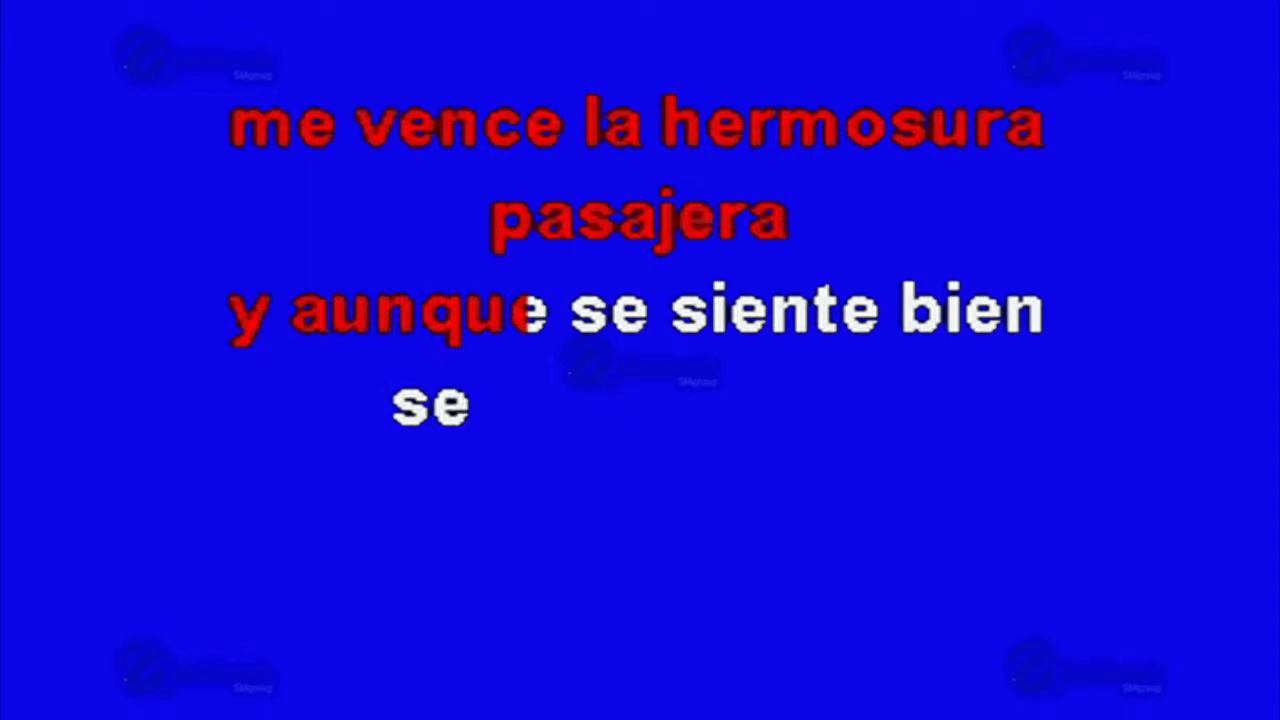 me vence la hermosura
pasajera
y aunque se siente bien
se